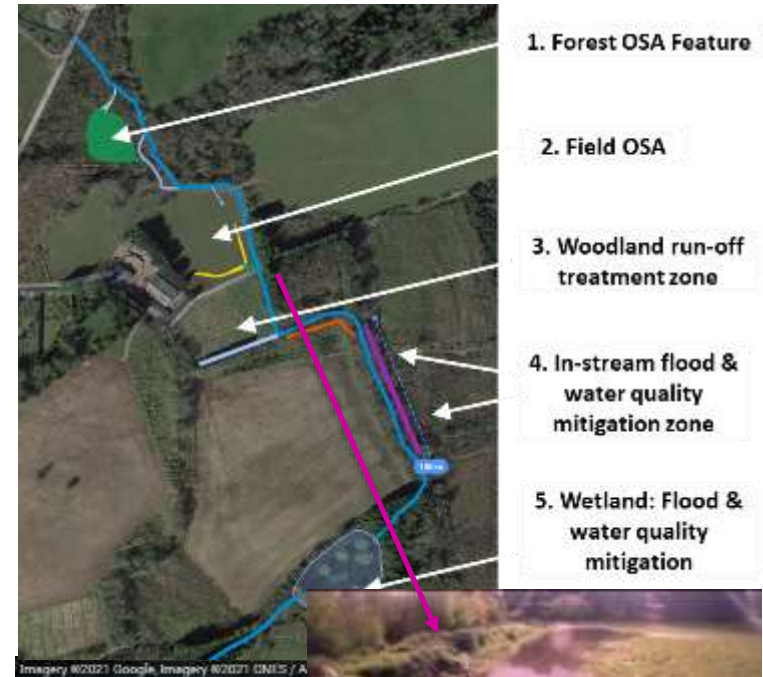 1. Forest OSA Feature
2. Field OSA
3. Woodland run-off
treatment zone
4. In-stream flood &
water quality
mitigation zone
5. Wetland: Flood &
water quality
mitigation
Imagery ©2021 Google, Imagery ©2021 CNES / A